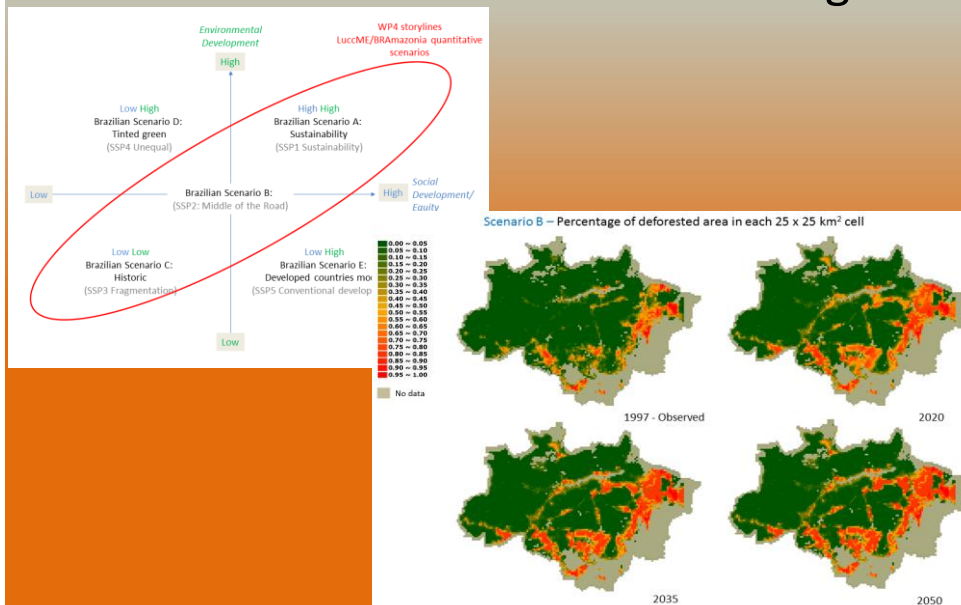 g
Environmental
Development
High
WP4 storylines
LuccME/BRAmazonia quantitative
scenarios
Low High
Brazilian Scenario D:
Tinted green
(SSP4 Unequal)
High High
Brazilian Scenario A:
Sustainability
(SSP1 Sustainability)
Low
Brazilian Scenario B:
(SSP2: Middle of the Road)
High
Social
Development/
Equity
Low Low
Brazilian Scenario C:
Historic
(SSP3 Fragmentation)
Low High
Brazilian Scenario E:
Developed countries mo
(SSP5 Conventional develop
Low
Scenario B – Percentage of deforested area in each 25 x 25 km² cell
0.00 ~ 0.05
0.05 ~ 0.10
0.10 ~ 0.15
0.15 ~ 0.20
0.20 ~ 0.25
0.25 ~ 0.30
0.30 ~ 0.35
0.35 ~ 0.40
0.40 ~ 0.45
0.45 ~ 0.50
0.50 ~ 0.55
0.55 ~ 0.60
0.60 ~ 0.65
0.65 ~ 0.70
0.70 ~ 0.75
0.75 ~ 0.80
0.80 ~ 0.85
0.85 ~ 0.90
0.90 ~ 0.95
0.95 ~ 1.00
No data
1997 - Observed
2020
2035
2050